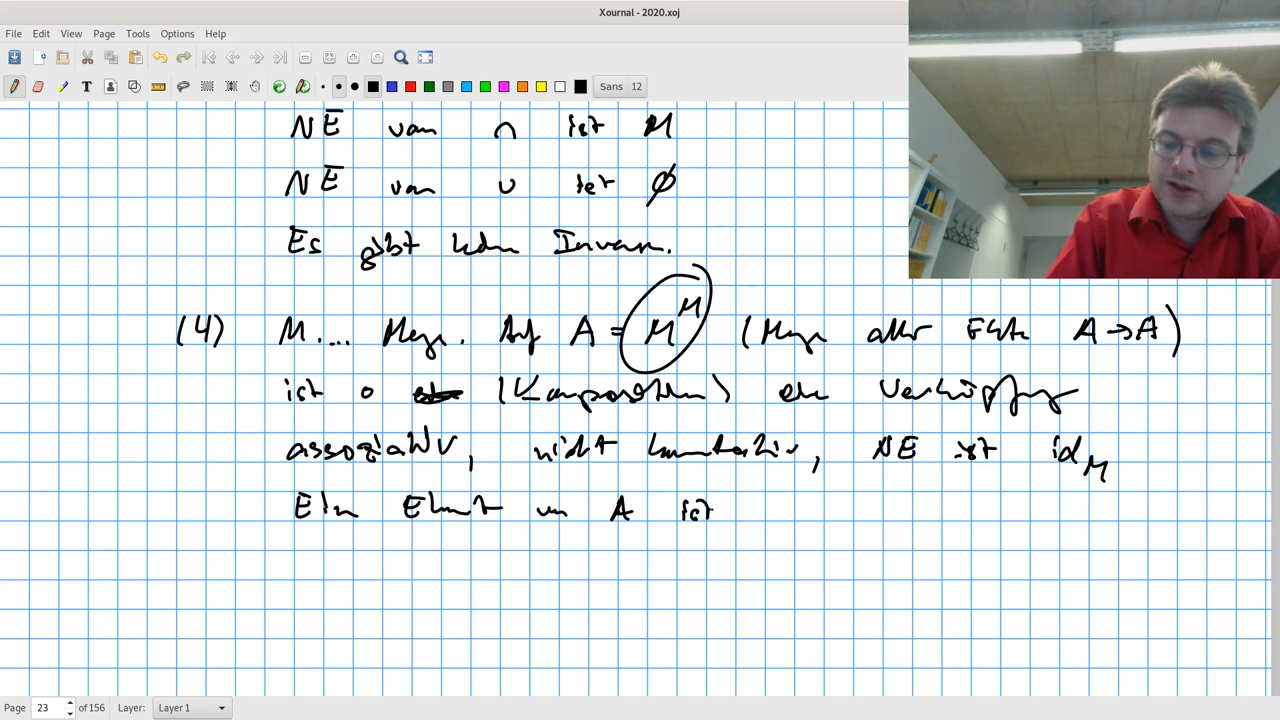 Xournal - 2020.xoj
File Edit View Page Tools Options Help
Sans 12
NE von ∩ ist M
NE von ∪ ist ∅
Es gibt kein Invers.
(4) M.... Menge. Auf A = M^M (Menge aller Fkt. A → A)
ist ∘ (Komposition) eine Verknüpfung
assoziativ, nicht kommutativ, NE ist id_M
Ein Element von A ist
Page 23 of 156 Layer: Layer 1